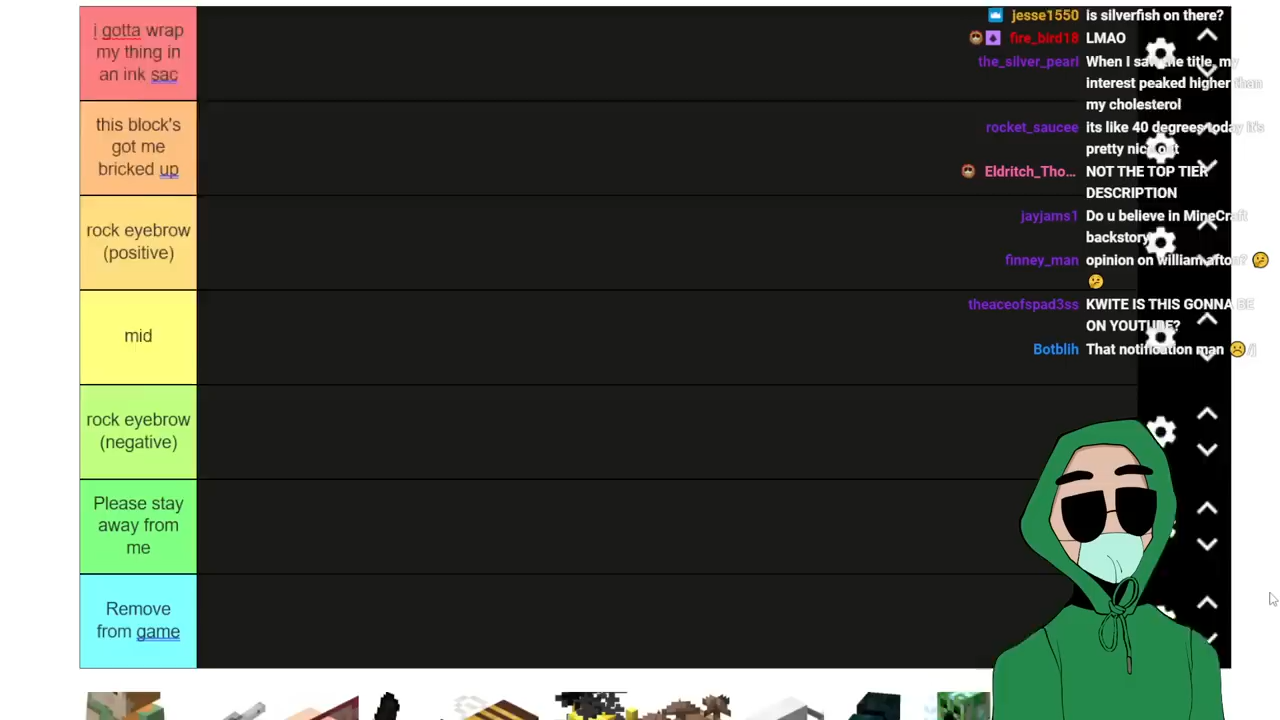 i gotta wrap
my thing in
an ink sac
this block's
got me
bricked up
rock eyebrow
(positive)
mid
rock eyebrow
(negative)
Please stay
away from
me
Remove
from game
jesse1550 is silverfish on there?
fire_bird18 LMAO
the_silver_pearl When I saw the title, my
interest peaked higher than
my cholesterol
rocket_saucee its like 40 degrees today it's
pretty nice out
Eldritch_Tho... NOT THE TOP TIER
DESCRIPTION
jayjams1 Do u believe in MineCraft
backstory
finney_man opinion on william afton? 🤔
🤔
theaceofspad3ss KWITE IS THIS GONNA BE
ON YOUTUBE?
Botblih That notification man ☹️/j